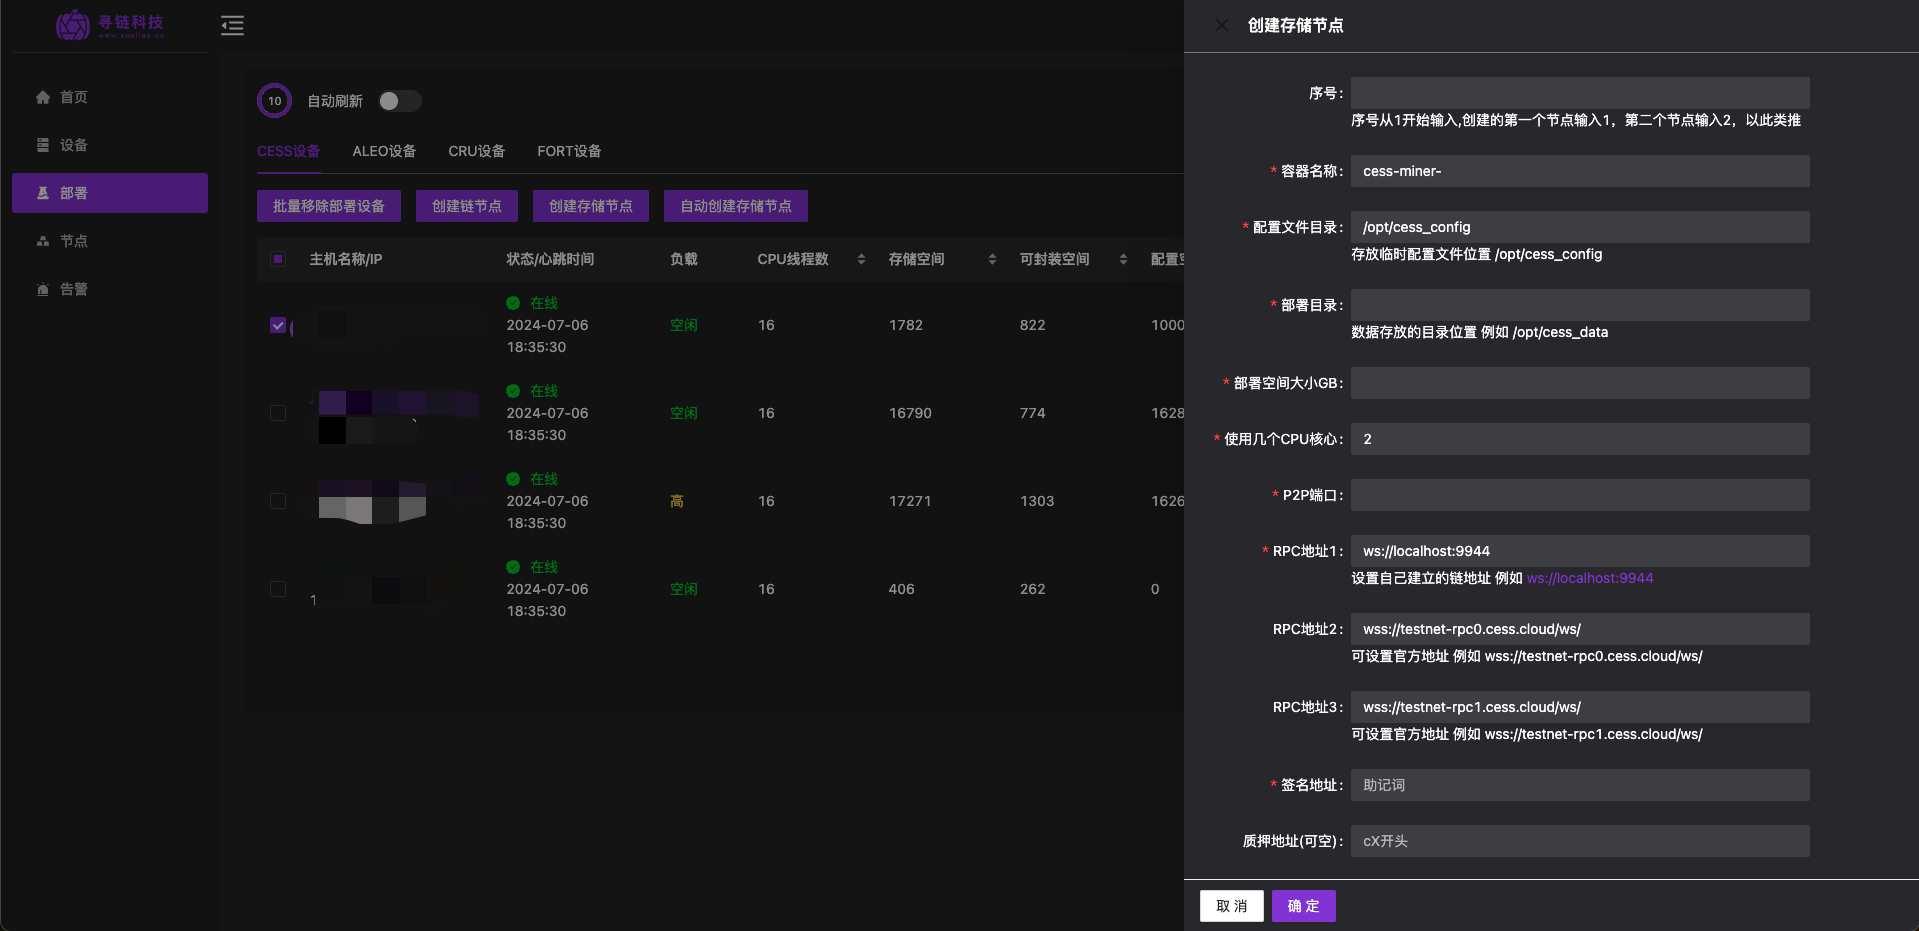 寻链科技
www.xunlian.co
首页
设备
部署
节点
告警
10 自动刷新
CESS设备 ALEO设备 CRU设备 FORT设备
批量移除部署设备 创建链节点 创建存储节点 自动创建存储节点
主机名称/IP 状态/心跳时间 负载 CPU线程数 存储空间 可封装空间 配置空
在线
2024-07-06 空闲 16 1782 822 1000
18:35:30
在线
2024-07-06 空闲 16 16790 774 1628
18:35:30
在线
2024-07-06 高 16 17271 1303 1626
18:35:30
在线
2024-07-06 空闲 16 406 262 0
18:35:30
1
创建存储节点
序号:
序号从1开始输入,创建的第一个节点输入1，第二个节点输入2，以此类推
* 容器名称: cess-miner-
* 配置文件目录: /opt/cess_config
存放临时配置文件位置 /opt/cess_config
* 部署目录:
数据存放的目录位置 例如 /opt/cess_data
* 部署空间大小GB:
* 使用几个CPU核心: 2
* P2P端口:
* RPC地址1: ws://localhost:9944
设置自己建立的链地址 例如 ws://localhost:9944
RPC地址2: wss://testnet-rpc0.cess.cloud/ws/
可设置官方地址 例如 wss://testnet-rpc0.cess.cloud/ws/
RPC地址3: wss://testnet-rpc1.cess.cloud/ws/
可设置官方地址 例如 wss://testnet-rpc1.cess.cloud/ws/
* 签名地址: 助记词
质押地址(可空): cX开头
取 消 确 定